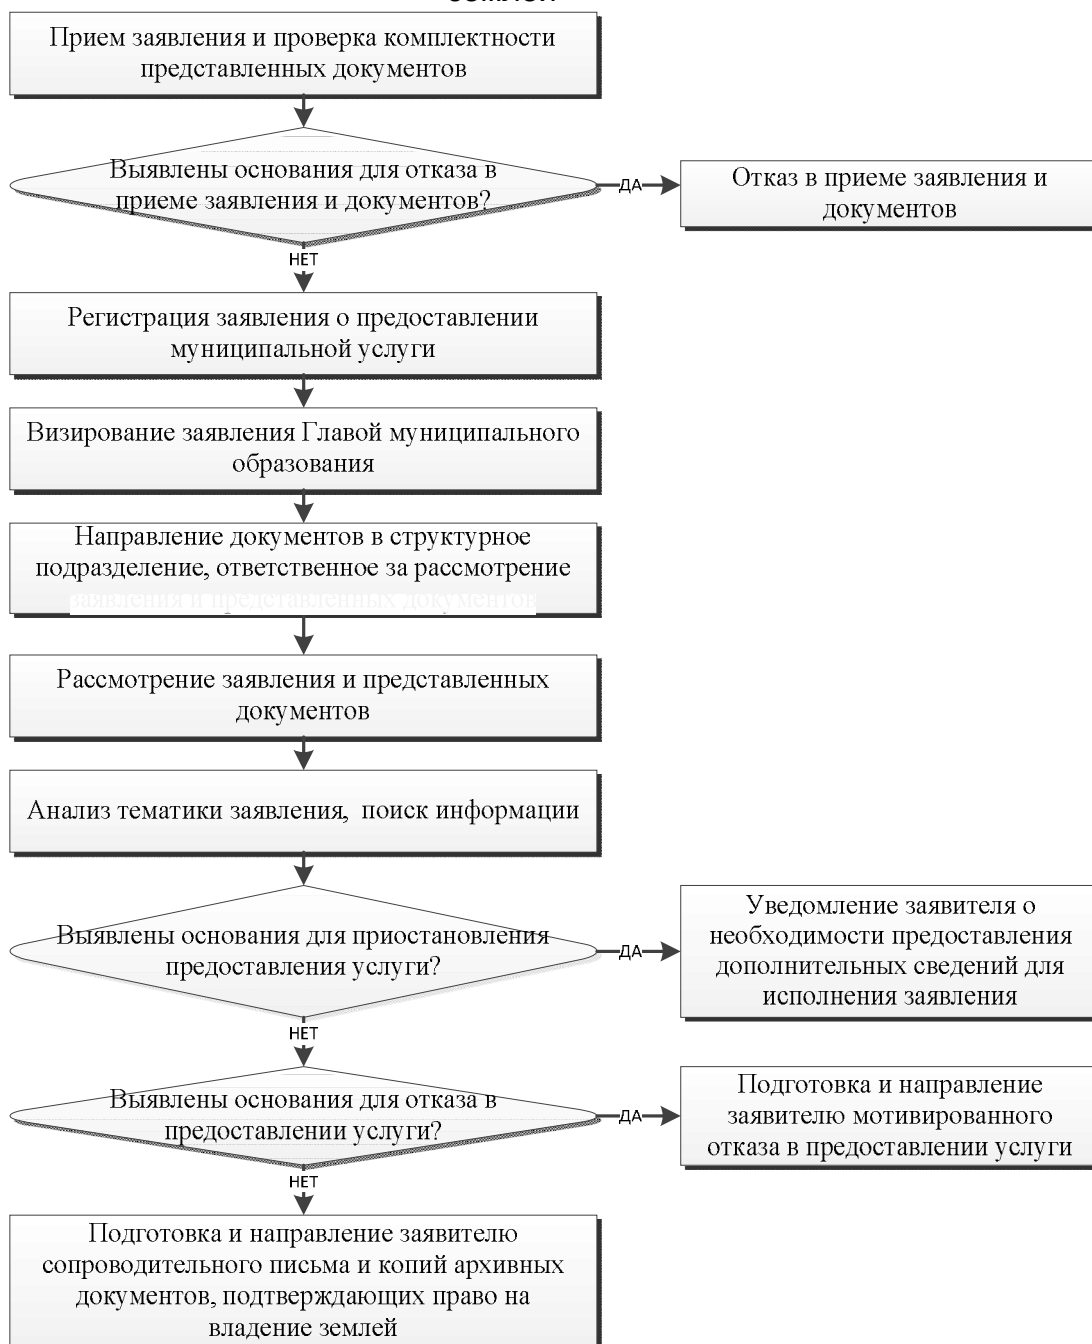 Прием заявления и проверка комплектности
представленных документов
Выявлены основания для отказа в
приеме заявления и документов?
ДА
Отказ в приеме заявления и
документов
НЕТ
Регистрация заявления о предоставлении
муниципальной услуги
Визирование заявления Главой муниципального
образования
Направление документов в структурное
подразделение, ответственное за рассмотрение
заявления и представленных документов
Рассмотрение заявления и представленных
документов
Анализ тематики заявления, поиск информации
Выявлены основания для приостановления
предоставления услуги?
ДА
Уведомление заявителя о
необходимости предоставления
дополнительных сведений для
исполнения заявления
НЕТ
Выявлены основания для отказа в
предоставлении услуги?
ДА
Подготовка и направление
заявителю мотивированного
отказа в предоставлении услуги
НЕТ
Подготовка и направление заявителю
сопроводительного письма и копий архивных
документов, подтверждающих право на
владение землей